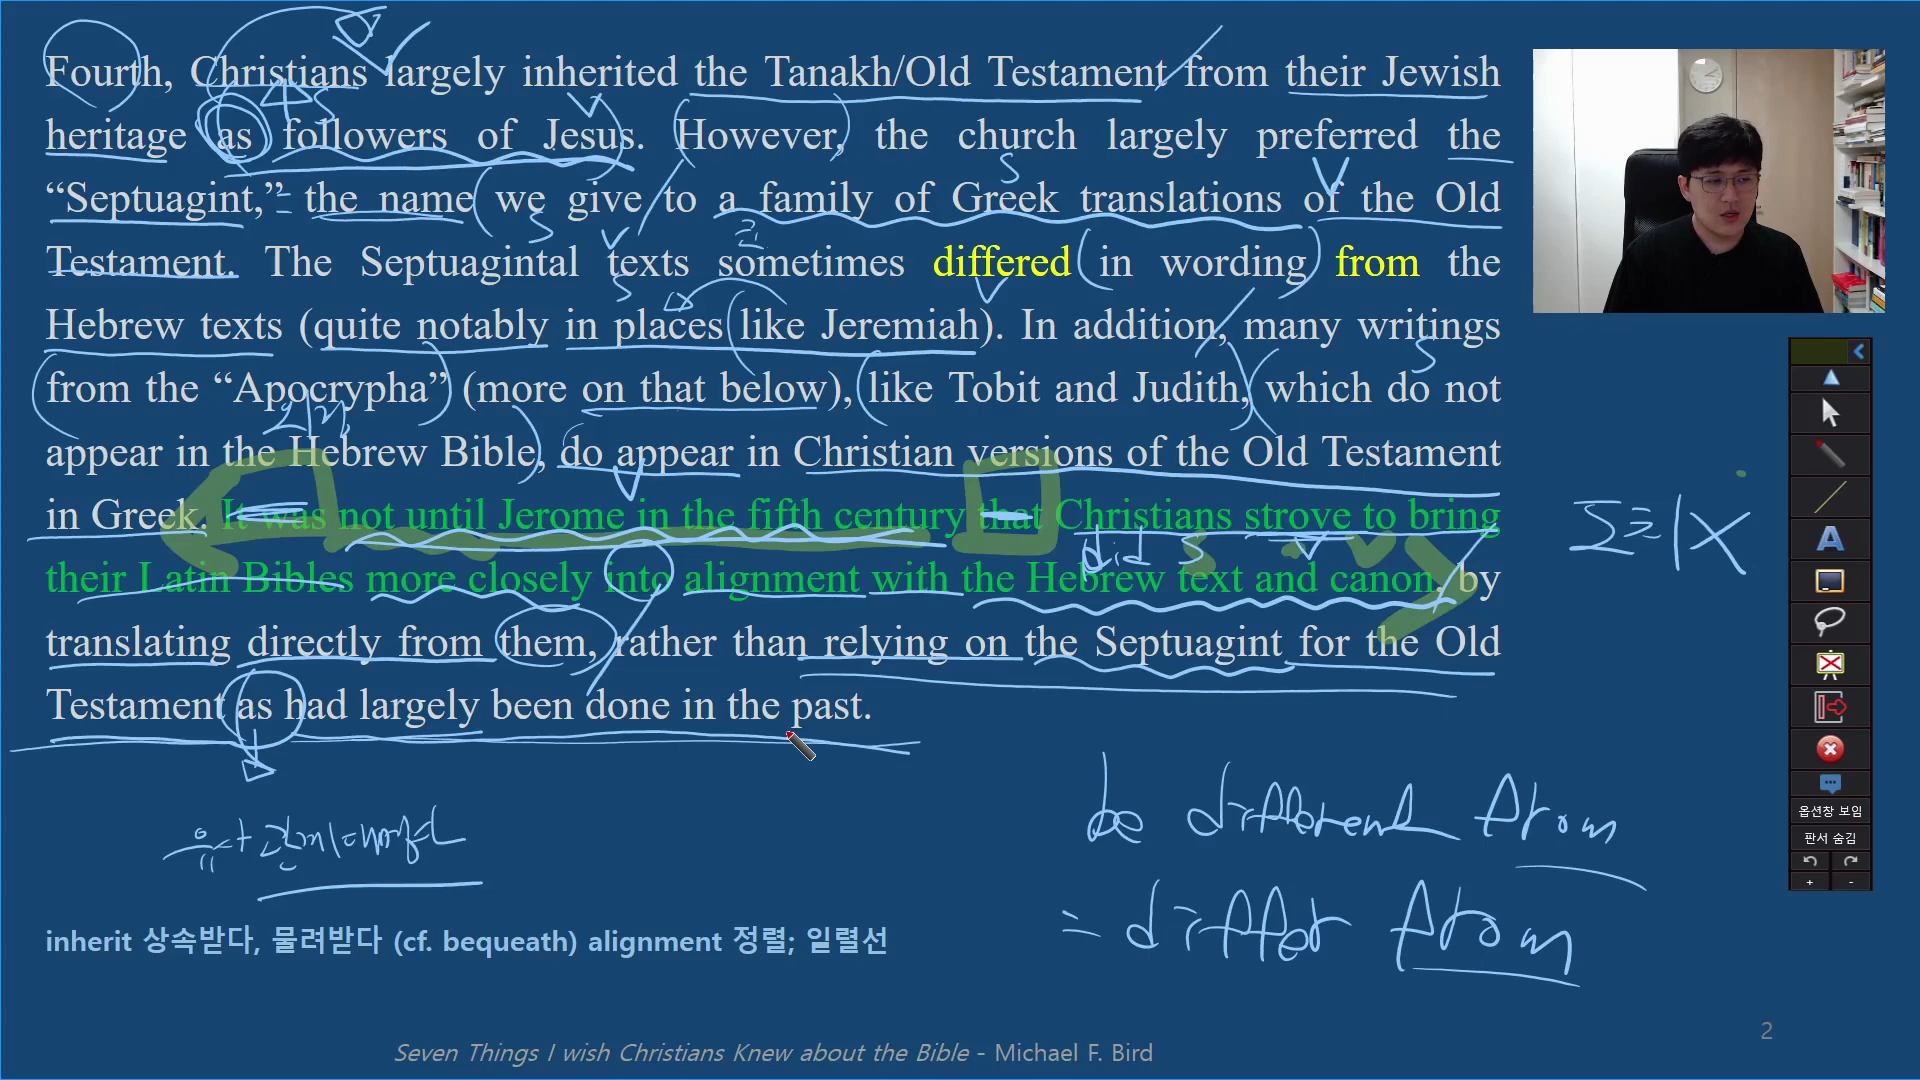 Fourth, Christians largely inherited the Tanakh/Old Testament from their Jewish
heritage as followers of Jesus. However, the church largely preferred the
“Septuagint,” the name we give to a family of Greek translations of the Old
Testament. The Septuagintal texts sometimes differed in wording from the
Hebrew texts (quite notably in places like Jeremiah). In addition, many writings
from the “Apocrypha” (more on that below), like Tobit and Judith, which do not
appear in the Hebrew Bible, do appear in Christian versions of the Old Testament
in Greek. It was not until Jerome in the fifth century that Christians strove to bring
did S
their Latin Bibles more closely into alignment with the Hebrew text and canon, by
translating directly from them, rather than relying on the Septuagint for the Old
Testament as had largely been done in the past.
be different from
= differ from
inherit 상속받다, 물려받다 (cf. bequeath) alignment 정렬; 일렬선
Seven Things I wish Christians Knew about the Bible - Michael F. Bird
2
옵션창 보임
판서 숨김